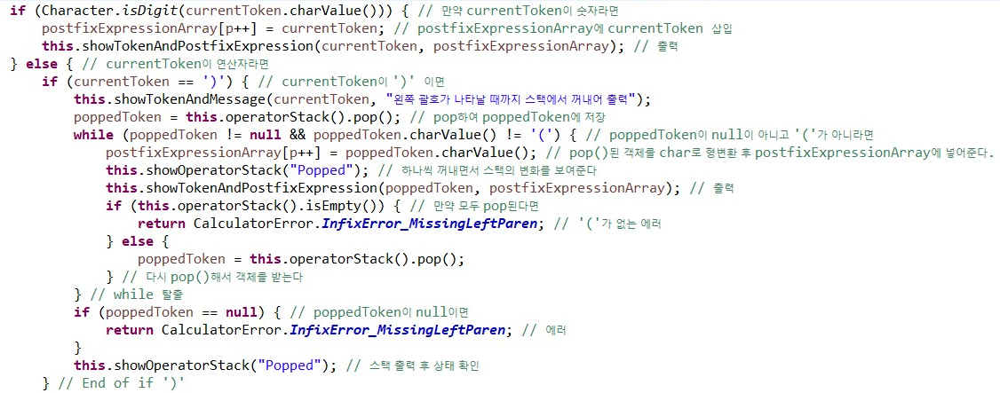 if (Character.isDigit(currentToken.charValue())) { // 만약 currentToken이 숫자라면
    postfixExpressionArray[p++] = currentToken; // postfixExpressionArray에 currentToken 삽입
    this.showTokenAndPostfixExpression(currentToken, postfixExpressionArray); // 출력
} else { // currentToken이 연산자라면
    if (currentToken == ')') { // currentToken이 ')' 이면
        this.showTokenAndMessage(currentToken, "왼쪽 괄호가 나타날 때까지 스택에서 꺼내어 출력");
        poppedToken = this.operatorStack().pop(); // pop하여 poppedToken에 저장
        while (poppedToken != null && poppedToken.charValue() != '(') { // poppedToken이 null이 아니고 '('가 아니라면
            postfixExpressionArray[p++] = poppedToken.charValue(); // pop()된 객체를 char로 형변환 후 postfixExpressionArray에 넣어준다.
            this.showOperatorStack("Popped"); // 하나씩 꺼내면서 스택의 변화를 보여준다
            this.showTokenAndPostfixExpression(poppedToken, postfixExpressionArray); // 출력
            if (this.operatorStack().isEmpty()) { // 만약 모두 pop된다면
                return CalculatorError.InfixError_MissingLeftParen; // '('가 없는 에러
            } else {
                poppedToken = this.operatorStack().pop();
            } // 다시 pop()해서 객체를 받는다
        } // while 탈출
        if (poppedToken == null) { // poppedToken이 null이면
            return CalculatorError.InfixError_MissingLeftParen; // 에러
        }
        this.showOperatorStack("Popped"); // 스택 출력 후 상태 확인
    } // End of if ')'